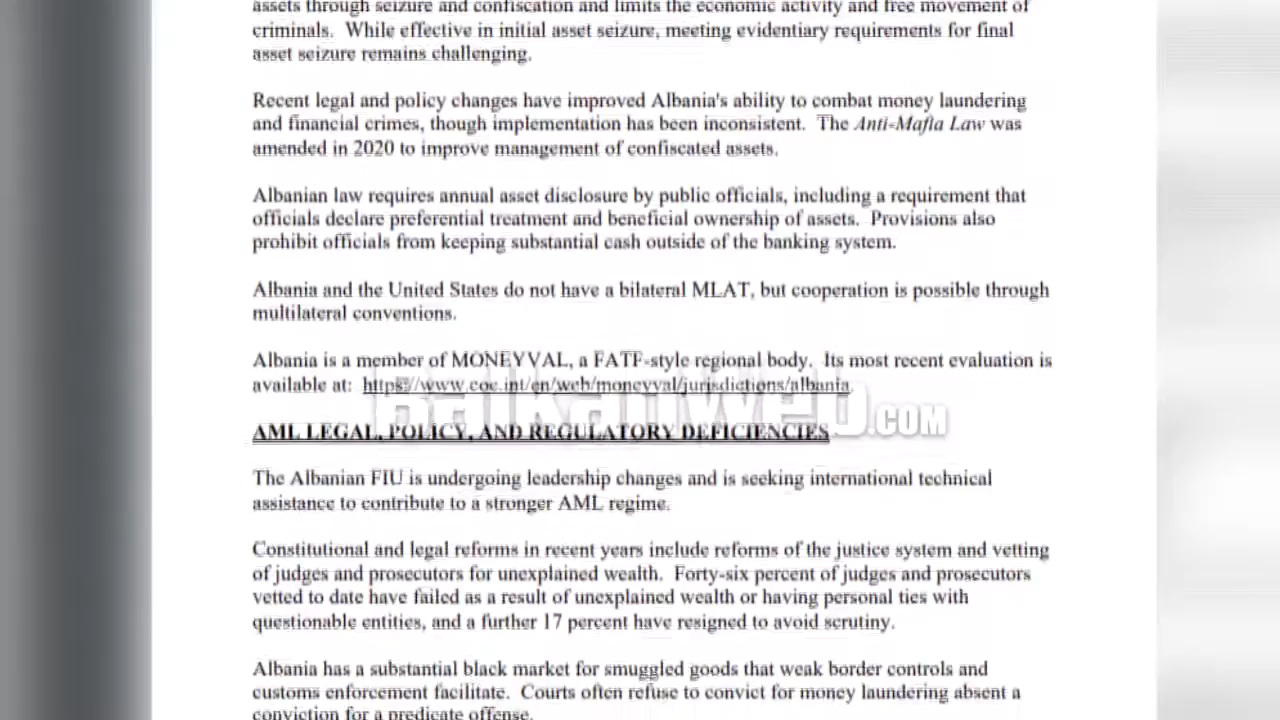 assets through seizure and confiscation and limits the economic activity and free movement of
criminals. While effective in initial asset seizure, meeting evidentiary requirements for final
asset seizure remains challenging.
Recent legal and policy changes have improved Albania's ability to combat money laundering
and financial crimes, though implementation has been inconsistent. The Anti-Mafia Law was
amended in 2020 to improve management of confiscated assets.
Albanian law requires annual asset disclosure by public officials, including a requirement that
officials declare preferential treatment and beneficial ownership of assets. Provisions also
prohibit officials from keeping substantial cash outside of the banking system.
Albania and the United States do not have a bilateral MLAT, but cooperation is possible through
multilateral conventions.
Albania is a member of MONEYVAL, a FATF-style regional body. Its most recent evaluation is
available at: https://www.coe.int/en/web/moneyval/jurisdictions/albania.
BalkanWeb.COM
AML LEGAL, POLICY, AND REGULATORY DEFICIENCIES
The Albanian FIU is undergoing leadership changes and is seeking international technical
assistance to contribute to a stronger AML regime.
Constitutional and legal reforms in recent years include reforms of the justice system and vetting
of judges and prosecutors for unexplained wealth. Forty-six percent of judges and prosecutors
vetted to date have failed as a result of unexplained wealth or having personal ties with
questionable entities, and a further 17 percent have resigned to avoid scrutiny.
Albania has a substantial black market for smuggled goods that weak border controls and
customs enforcement facilitate. Courts often refuse to convict for money laundering absent a
conviction for a predicate offense.